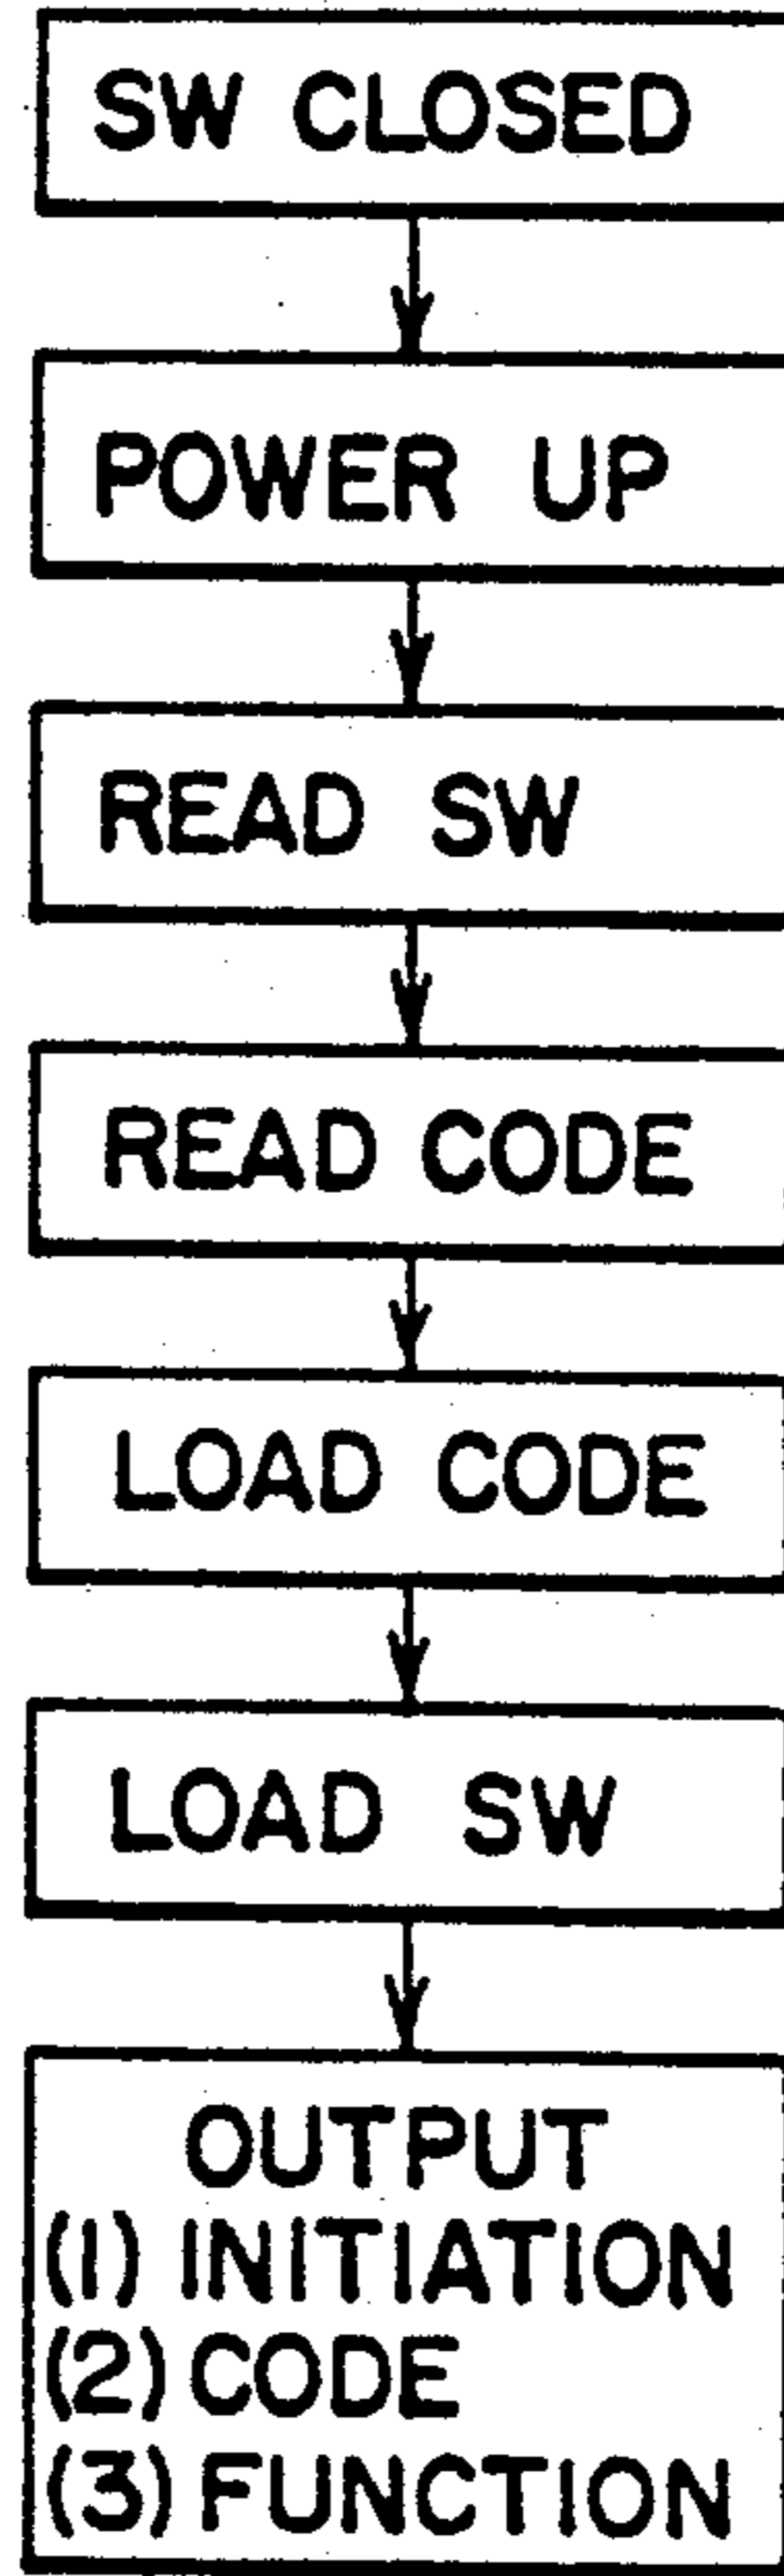 SW CLOSED
POWER UP
READ SW
READ CODE
LOAD CODE
LOAD SW
OUTPUT
(1) INITIATION
(2) CODE
(3) FUNCTION